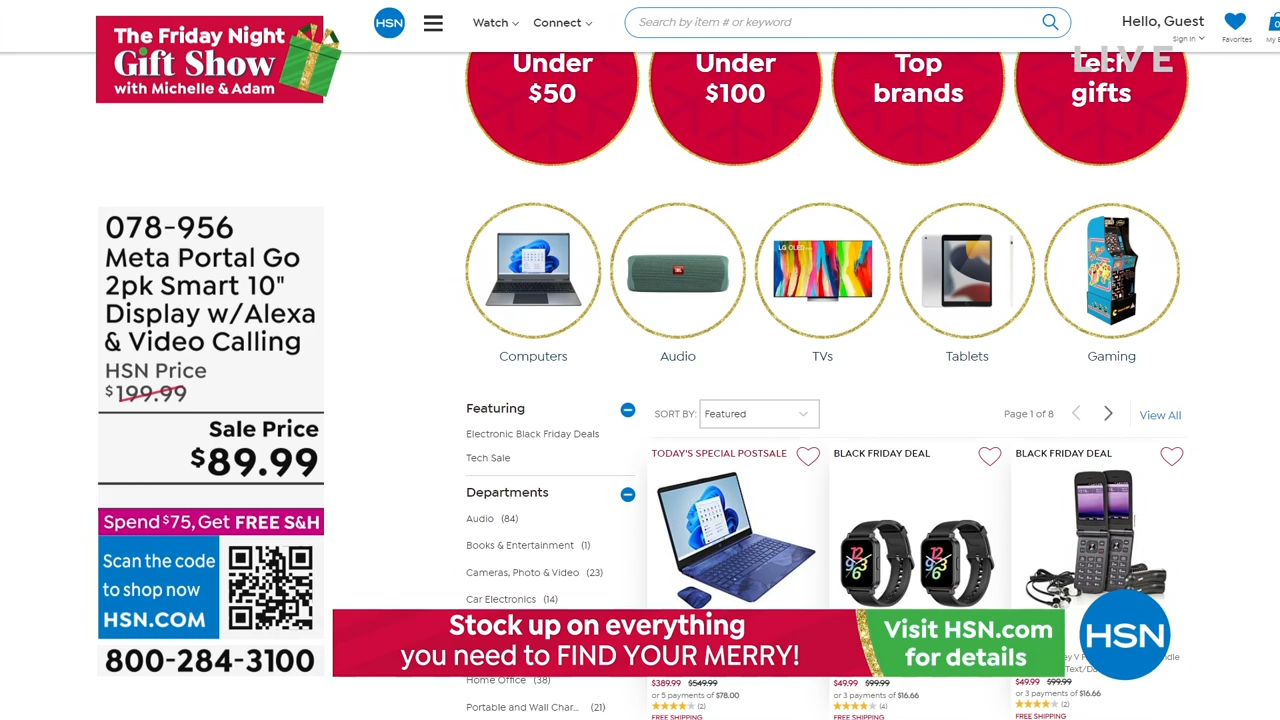 The Friday Night
Gift Show
with Michelle & Adam
HSN
Watch
Connect
Search by item # or keyword
Hello, Guest
Sign In
Favorites
LIVE
Under
$50
Under
$100
Top
brands
tech
gifts
078-956
Meta Portal Go
2pk Smart 10"
Display w/Alexa
& Video Calling
HSN Price
$199.99
Sale Price
$89.99
Spend $75, Get FREE S&H
Scan the code
to shop now
HSN.COM
800-284-3100
LG OLED
JBL
Computers
Audio
TVs
Tablets
Gaming
Featuring
Electronic Black Friday Deals
Tech Sale
Departments
Audio (84)
Books & Entertainment (1)
Cameras, Photo & Video (23)
Car Electronics (14)
Home Office (38)
Portable and Wall Char... (21)
SORT BY: Featured
Page 1 of 8
View All
TODAY'S SPECIAL POSTSALE
BLACK FRIDAY DEAL
BLACK FRIDAY DEAL
Stock up on everything
you need to FIND YOUR MERRY!
Visit HSN.com
for details
HSN
$389.99 $549.99
or 5 payments of $78.00
(2)
FREE SHIPPING
$49.99 $99.99
or 3 payments of $16.66
(4)
FREE SHIPPING
$49.99 $99.99
or 3 payments of $16.66
(2)
FREE SHIPPING